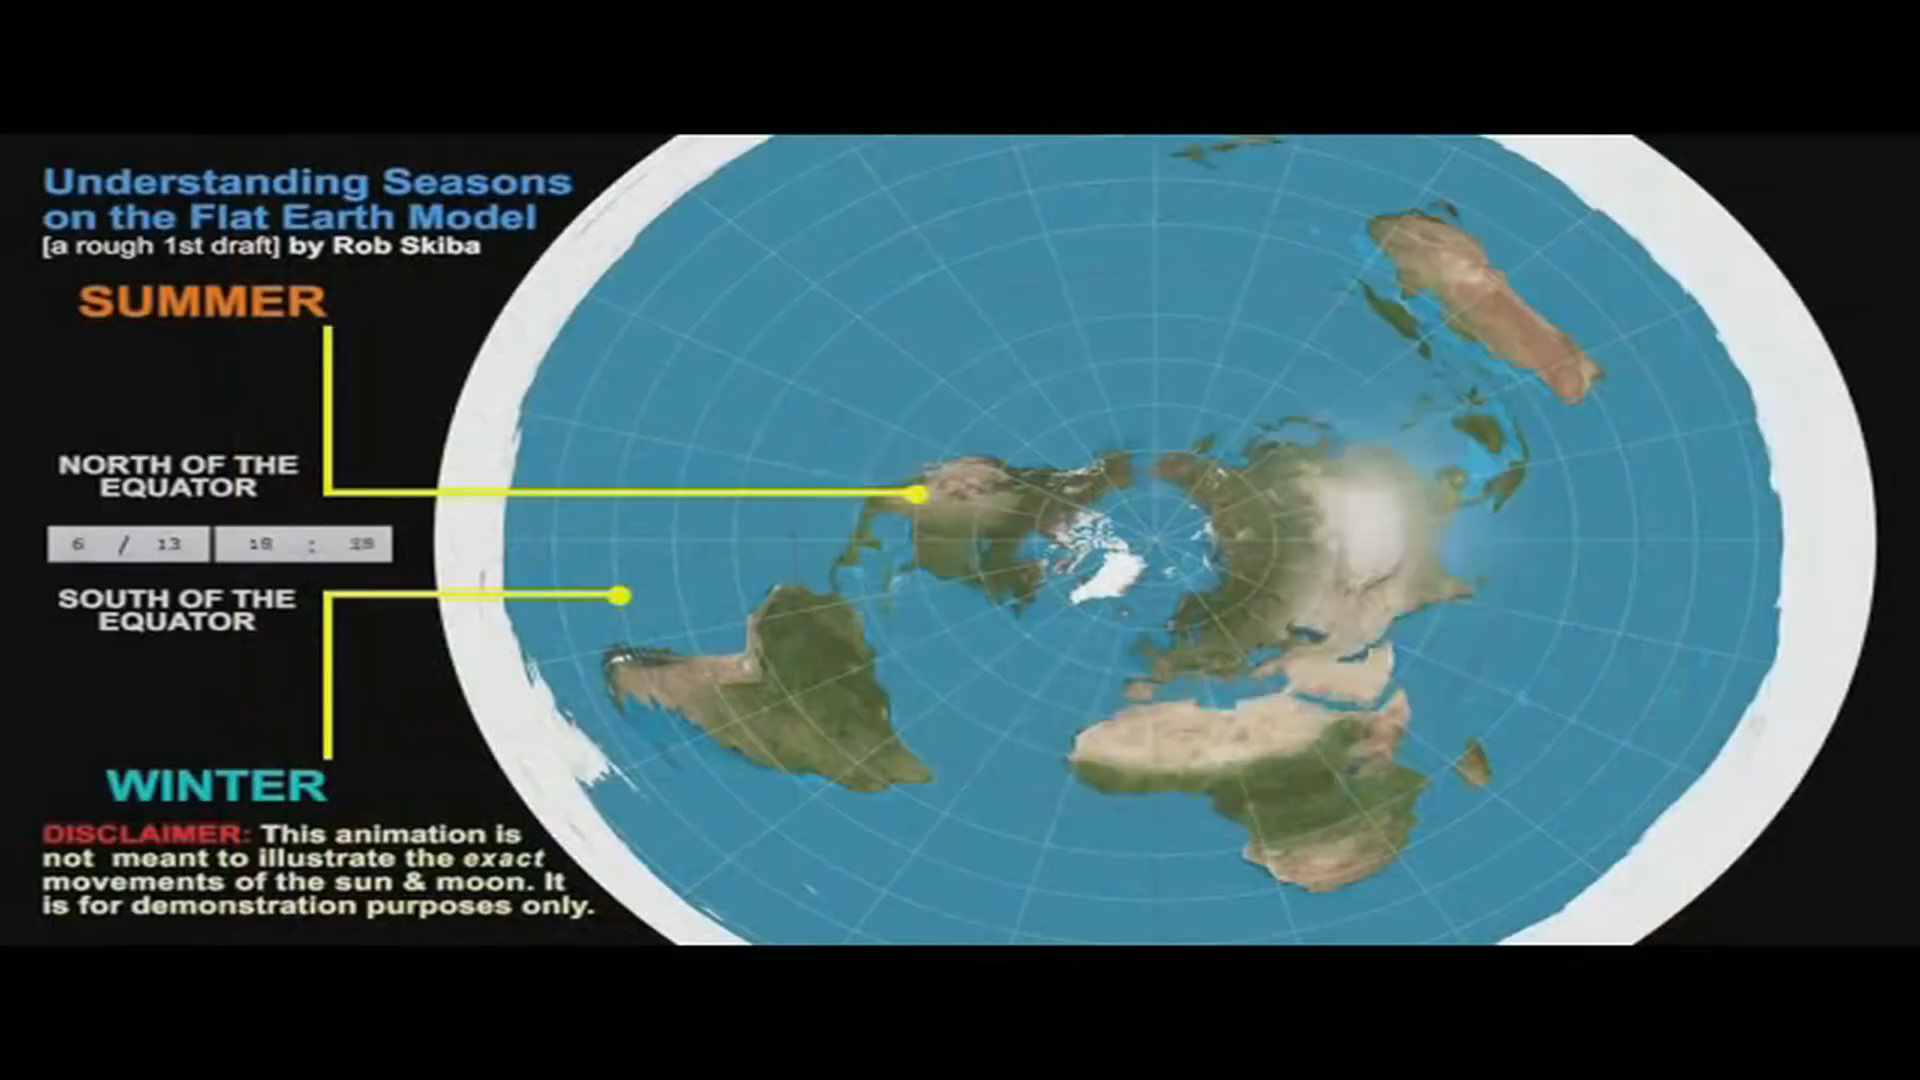 Understanding Seasons
on the Flat Earth Model
[a rough 1st draft] by Rob Skiba
SUMMER
NORTH OF THE
EQUATOR
6 / 13
SOUTH OF THE
EQUATOR
WINTER
DISCLAIMER: This animation is
not meant to illustrate the exact
movements of the sun & moon. It
is for demonstration purposes only.